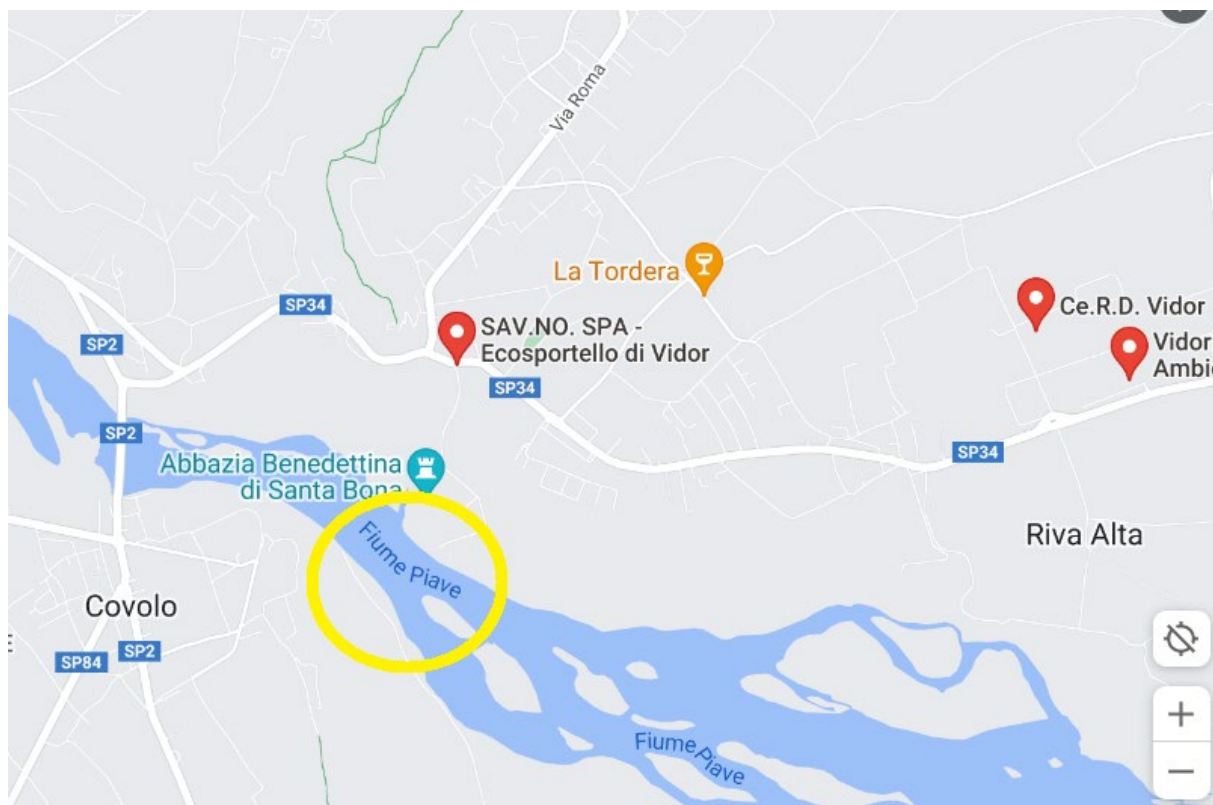 Via Roma
La Tordera
SP34
SAV.NO. SPA -
Ecosportello di Vidor
Ce.R.D. Vidor
Vidor
Ambi
SP2
SP34
SP2
SP34
Abbazia Benedettina
di Santa Bona
Fiume Piave
Riva Alta
Covolo
SP84
SP2
Fiume Piave